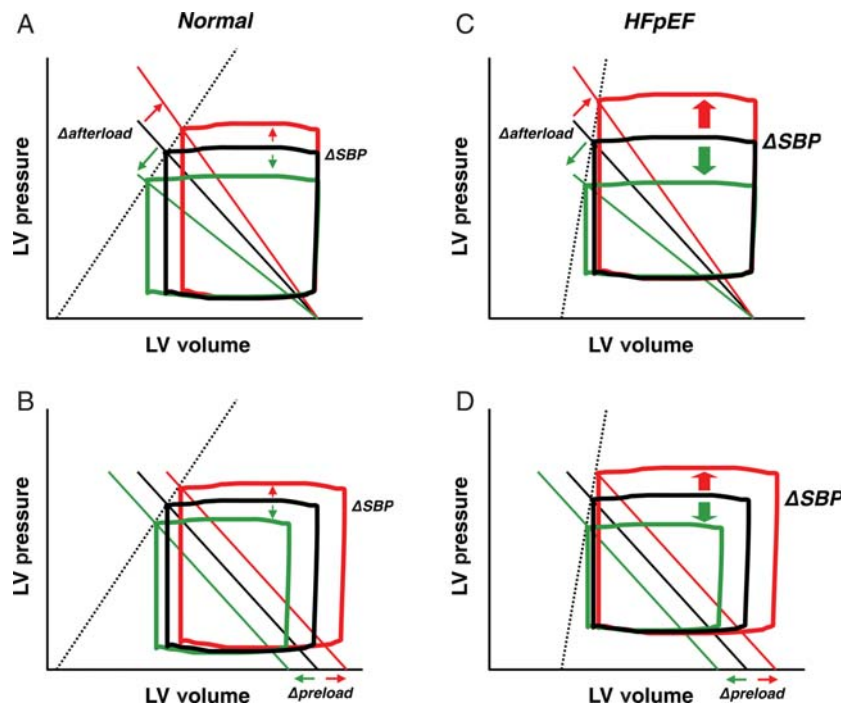 A
Normal
Δafterload
ΔSBP
LV pressure
LV volume
C
HFpEF
Δafterload
ΔSBP
LV pressure
LV volume
B
ΔSBP
LV pressure
Δpreload
LV volume
D
ΔSBP
LV pressure
Δpreload
LV volume